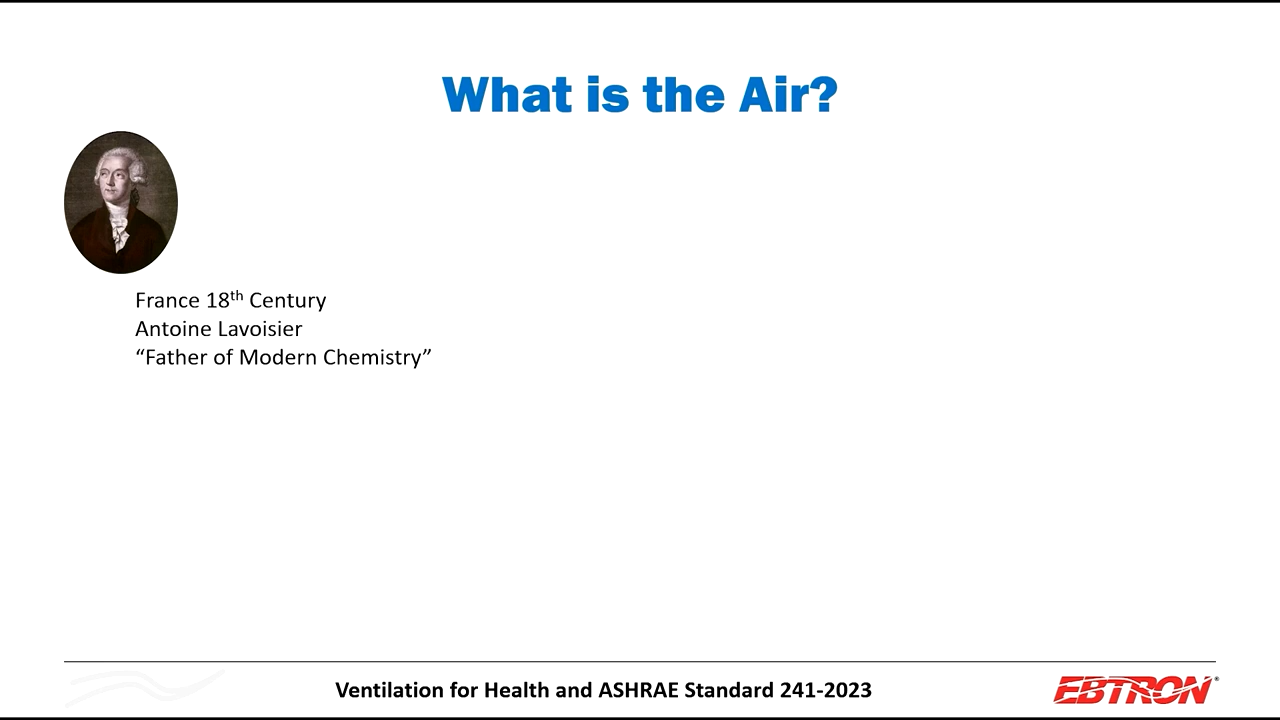 What is the Air?
France 18th Century
Antoine Lavoisier
“Father of Modern Chemistry”
Ventilation for Health and ASHRAE Standard 241-2023
EBTRON®